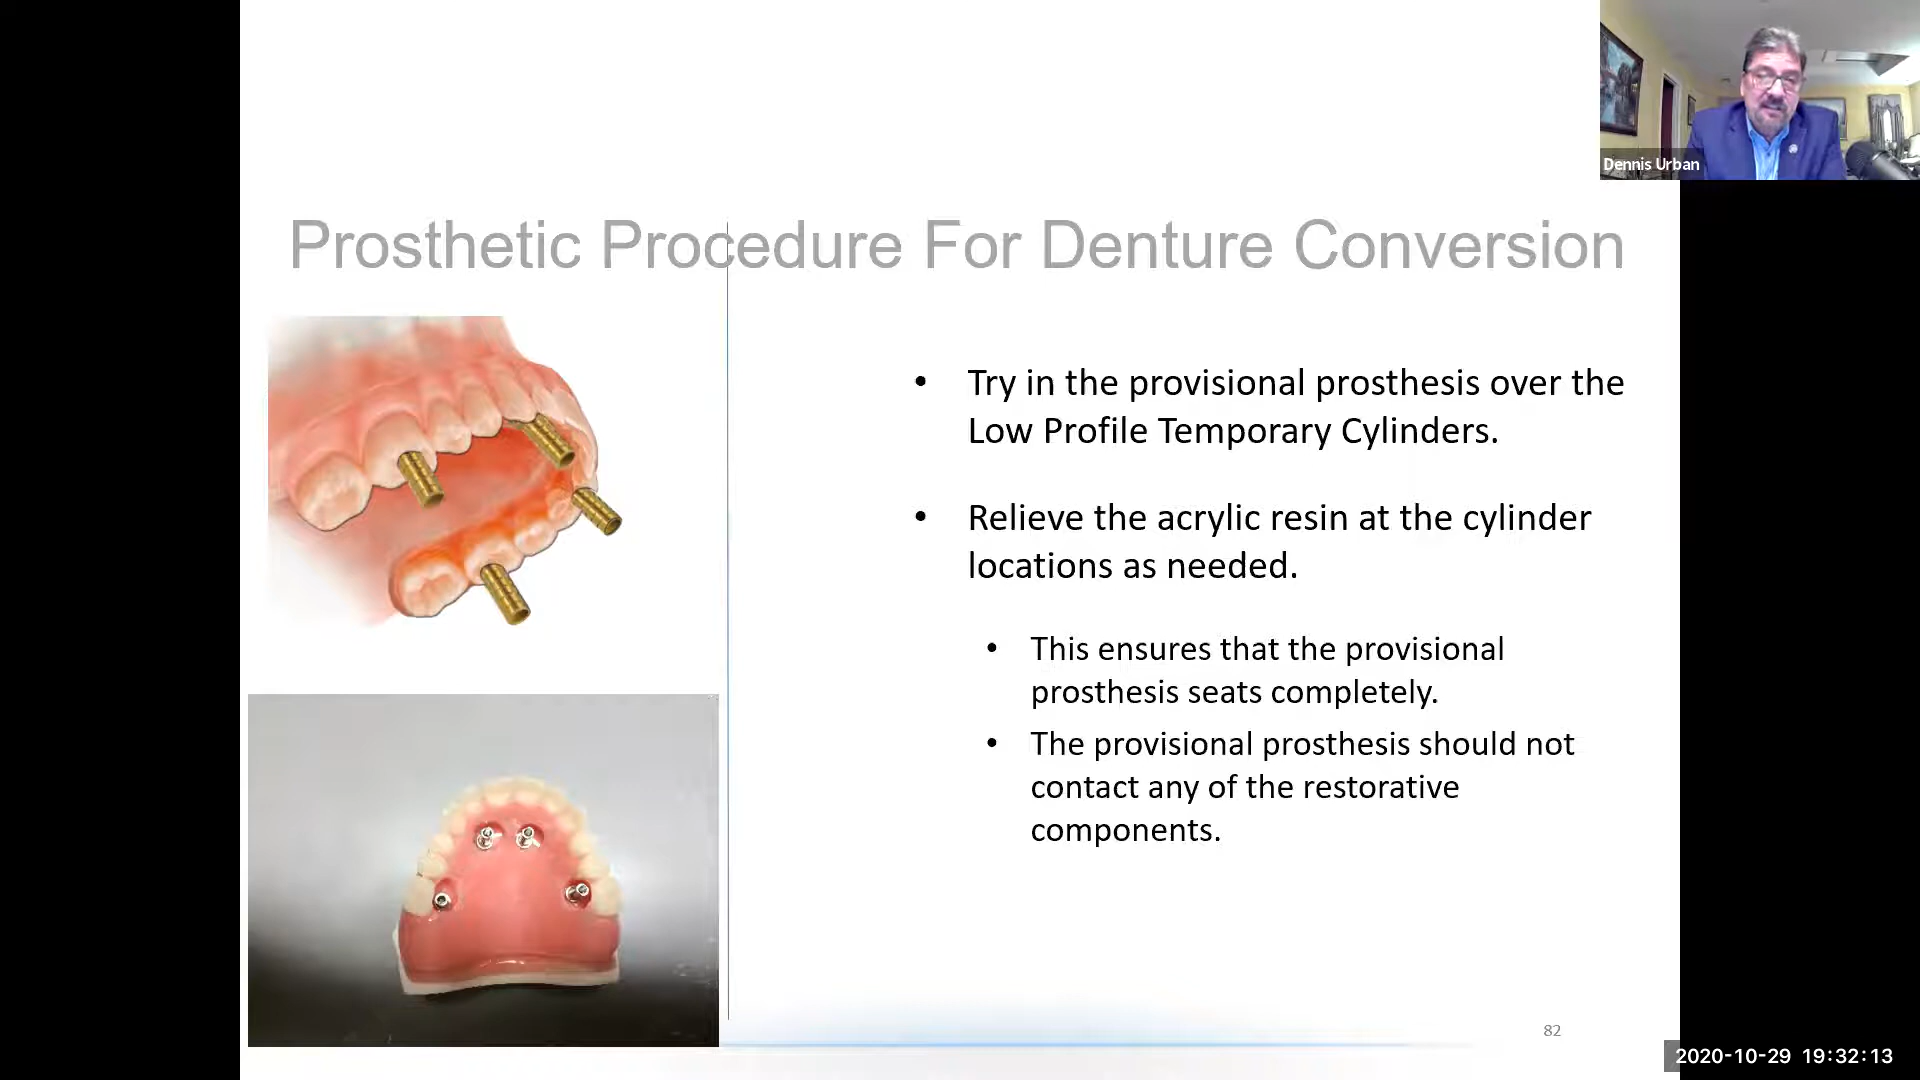 Dennis Urban
Prosthetic Procedure For Denture Conversion
• Try in the provisional prosthesis over the
Low Profile Temporary Cylinders.
• Relieve the acrylic resin at the cylinder
locations as needed.
• This ensures that the provisional
prosthesis seats completely.
• The provisional prosthesis should not
contact any of the restorative
components.
82
2020-10-29 19:32:13